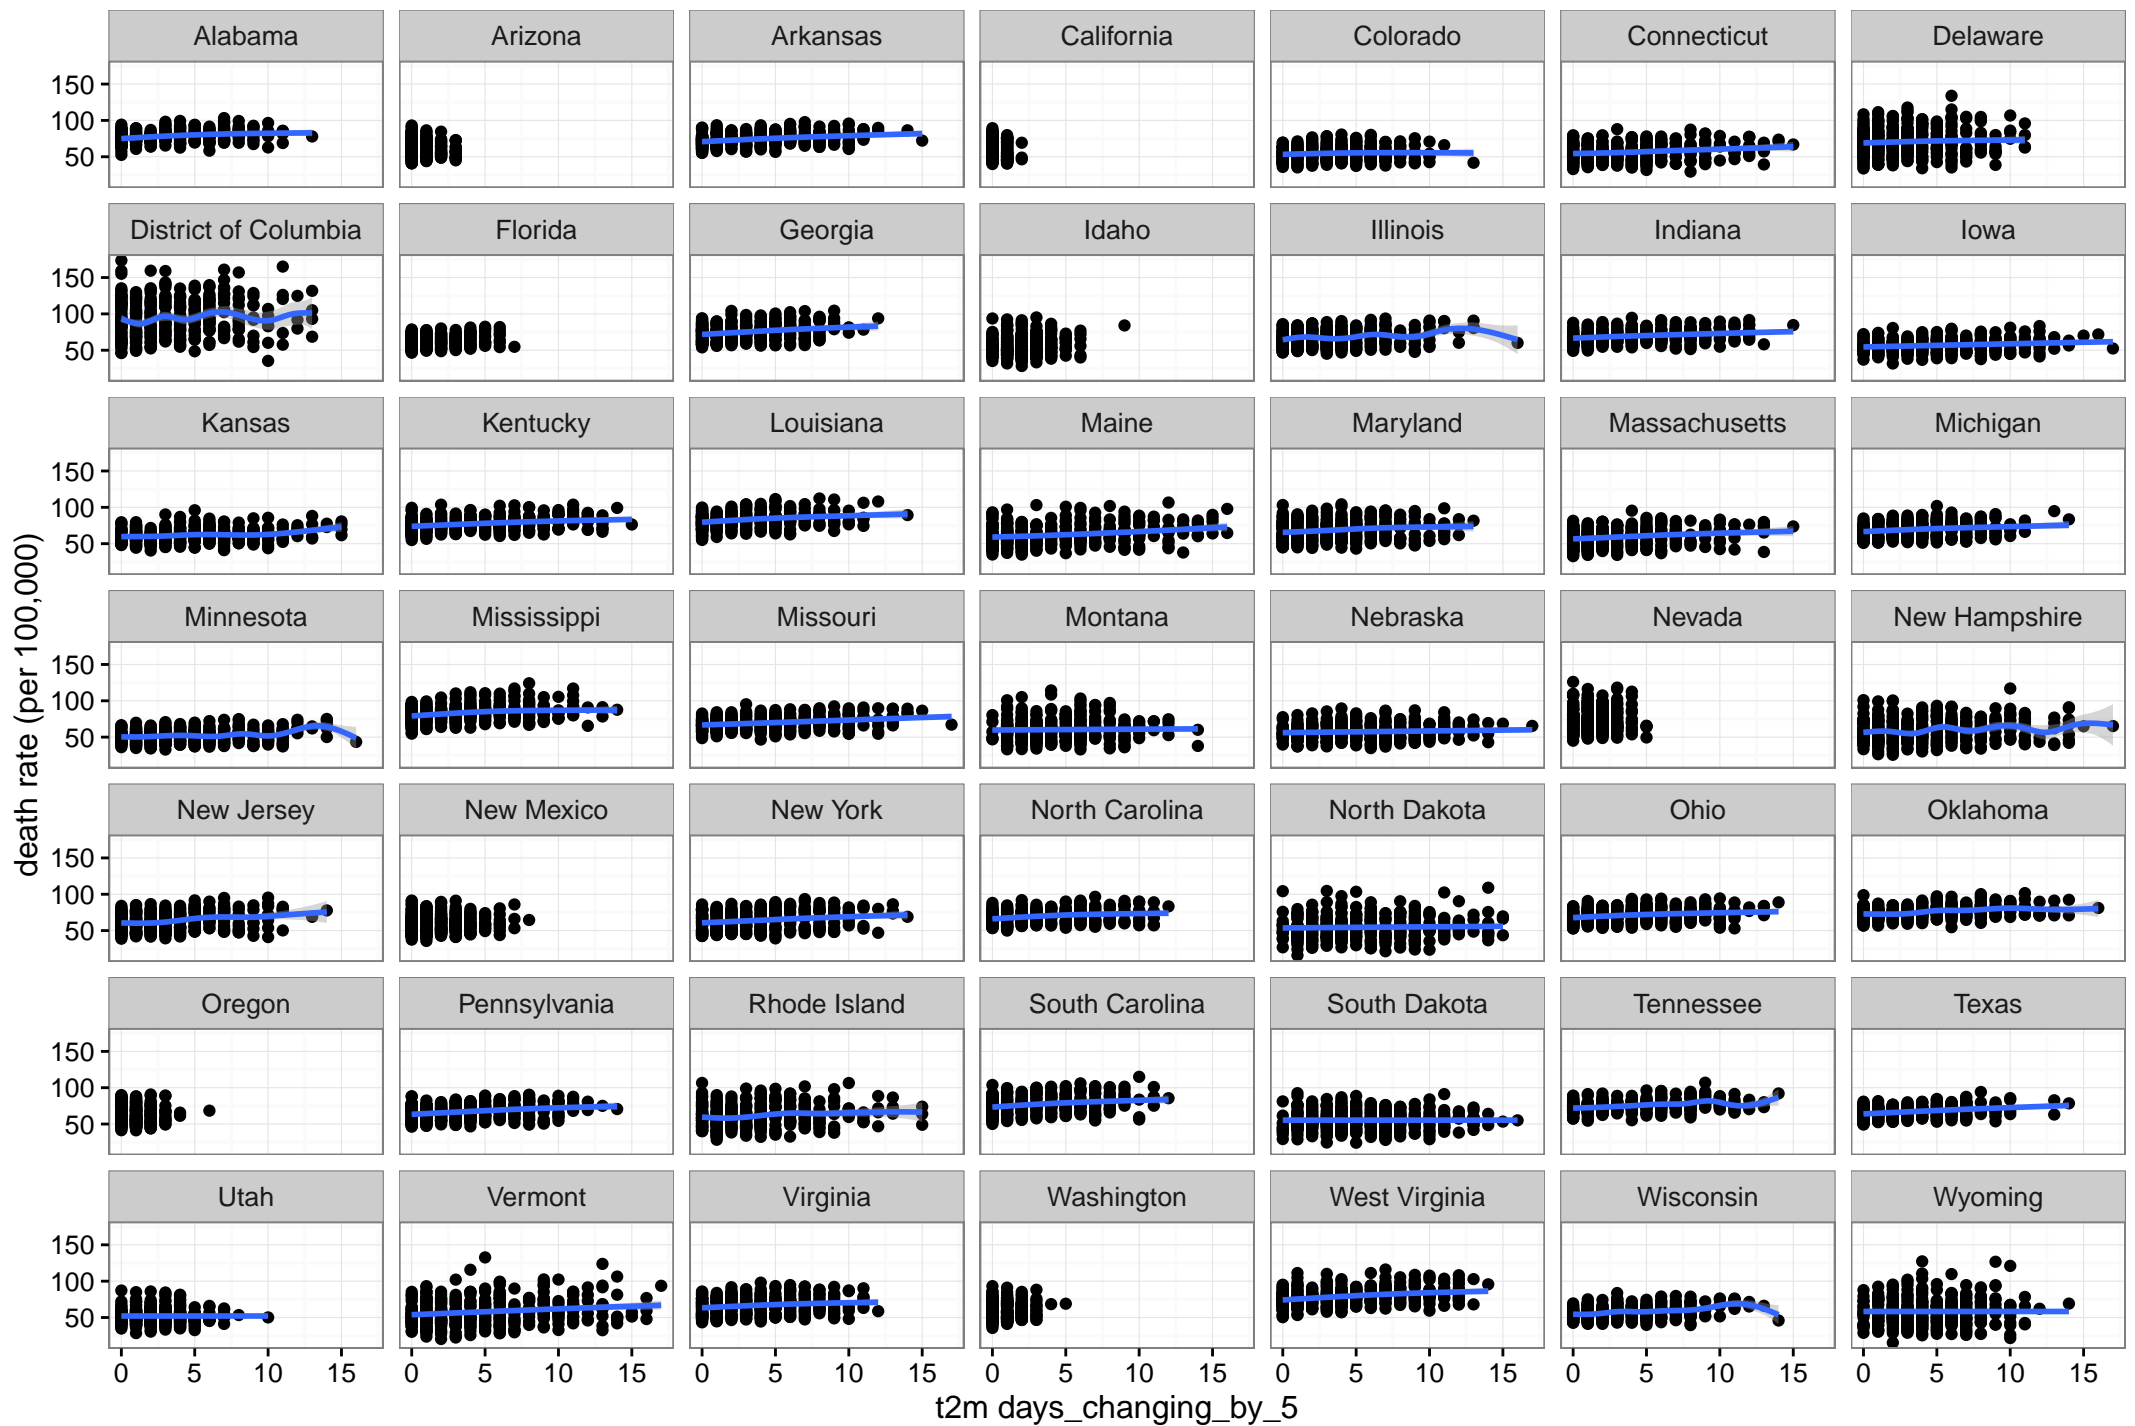 Alabama Arizona Arkansas California Colorado Connecticut Delaware
150
100
50
District of Columbia Florida Georgia Idaho Illinois Indiana Iowa
150
100
50
Kansas Kentucky Louisiana Maine Maryland Massachusetts Michigan
150
100
50
Minnesota Mississippi Missouri Montana Nebraska Nevada New Hampshire
150
100
50
New Jersey New Mexico New York North Carolina North Dakota Ohio Oklahoma
150
100
50
Oregon Pennsylvania Rhode Island South Carolina South Dakota Tennessee Texas
150
100
50
Utah Vermont Virginia Washington West Virginia Wisconsin Wyoming
150
100
50
0 5 10 15 0 5 10 15 0 5 10 15 0 5 10 15 0 5 10 15 0 5 10 15 0 5 10 15
t2m days_changing_by_5
death rate (per 100,000)